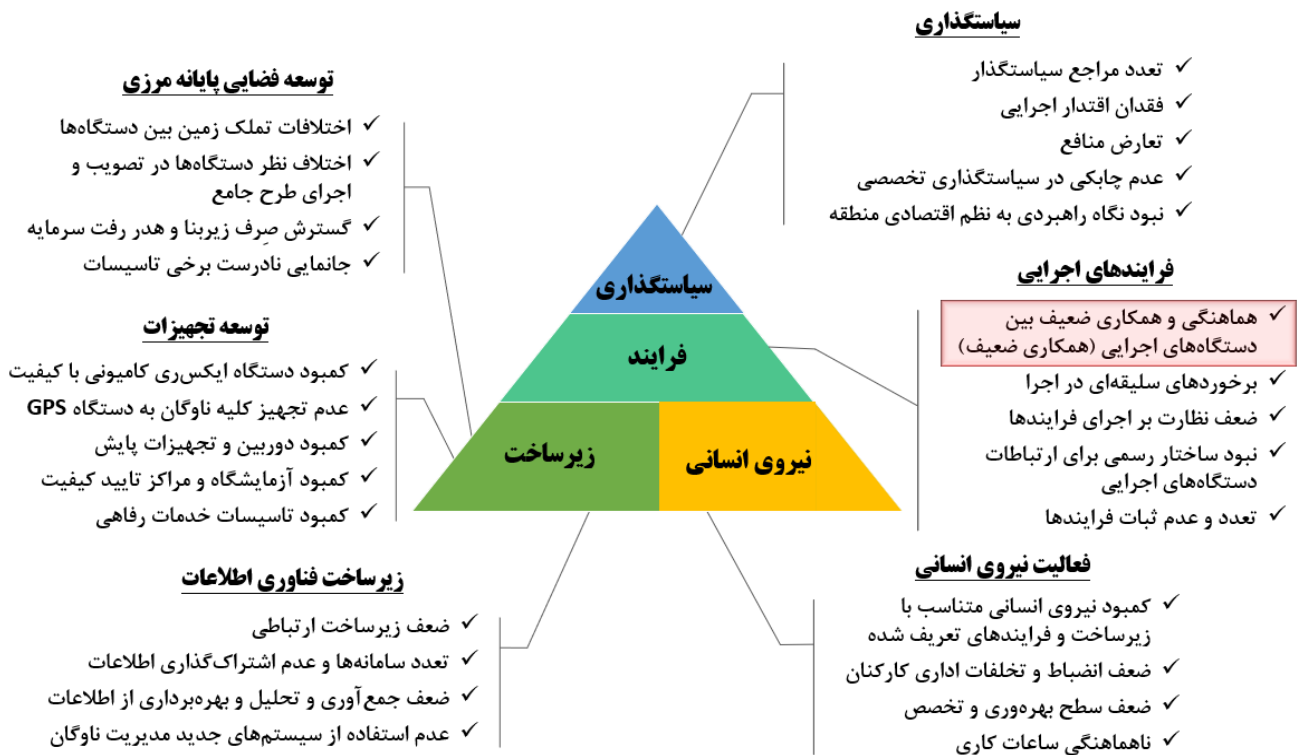 سیاستگذاری
تعدد مراجع سیاستگذار
فقدان اقتدار اجرایی
تعارض منافع
عدم چابکی در سیاستگذاری تخصصی
نبود نگاه راهبردی به نظم اقتصادی منطقه
فرایندهای اجرایی
هماهنگی و همکاری ضعیف بین
دستگاه‌های اجرایی (همکاری ضعیف)
برخوردهای سلیقه‌ای در اجرا
ضعف نظارت بر اجرای فرایندها
نبود ساختار رسمی برای ارتباطات
دستگاه‌های اجرایی
تعدد و عدم ثبات فرایندها
فعالیت نیروی انسانی
کمبود نیروی انسانی متناسب با
زیرساخت و فرایندهای تعریف شده
ضعف انضباط و تخلفات اداری کارکنان
ضعف سطح بهره‌وری و تخصص
ناهماهنگی ساعات کاری
سیاستگذاری
فرایند
نیروی انسانی
زیرساخت
توسعه فضایی پایانه مرزی
اختلافات تملک زمین بین دستگاه‌ها
اختلاف نظر دستگاه‌ها در تصویب و
اجرای طرح جامع
گسترش صِرف زیربنا و هدر رفت سرمایه
جانمایی نادرست برخی تاسیسات
توسعه تجهیزات
کمبود دستگاه ایکس‌ری کامیونی با کیفیت
عدم تجهیز کلیه ناوگان به دستگاه GPS
کمبود دوربین و تجهیزات پایش
کمبود آزمایشگاه و مراکز تایید کیفیت
کمبود تاسیسات خدمات رفاهی
زیرساخت فناوری اطلاعات
ضعف زیرساخت ارتباطی
تعدد سامانه‌ها و عدم اشتراک‌گذاری اطلاعات
ضعف جمع‌آوری و تحلیل و بهره‌برداری از اطلاعات
عدم استفاده از سیستم‌های جدید مدیریت ناوگان